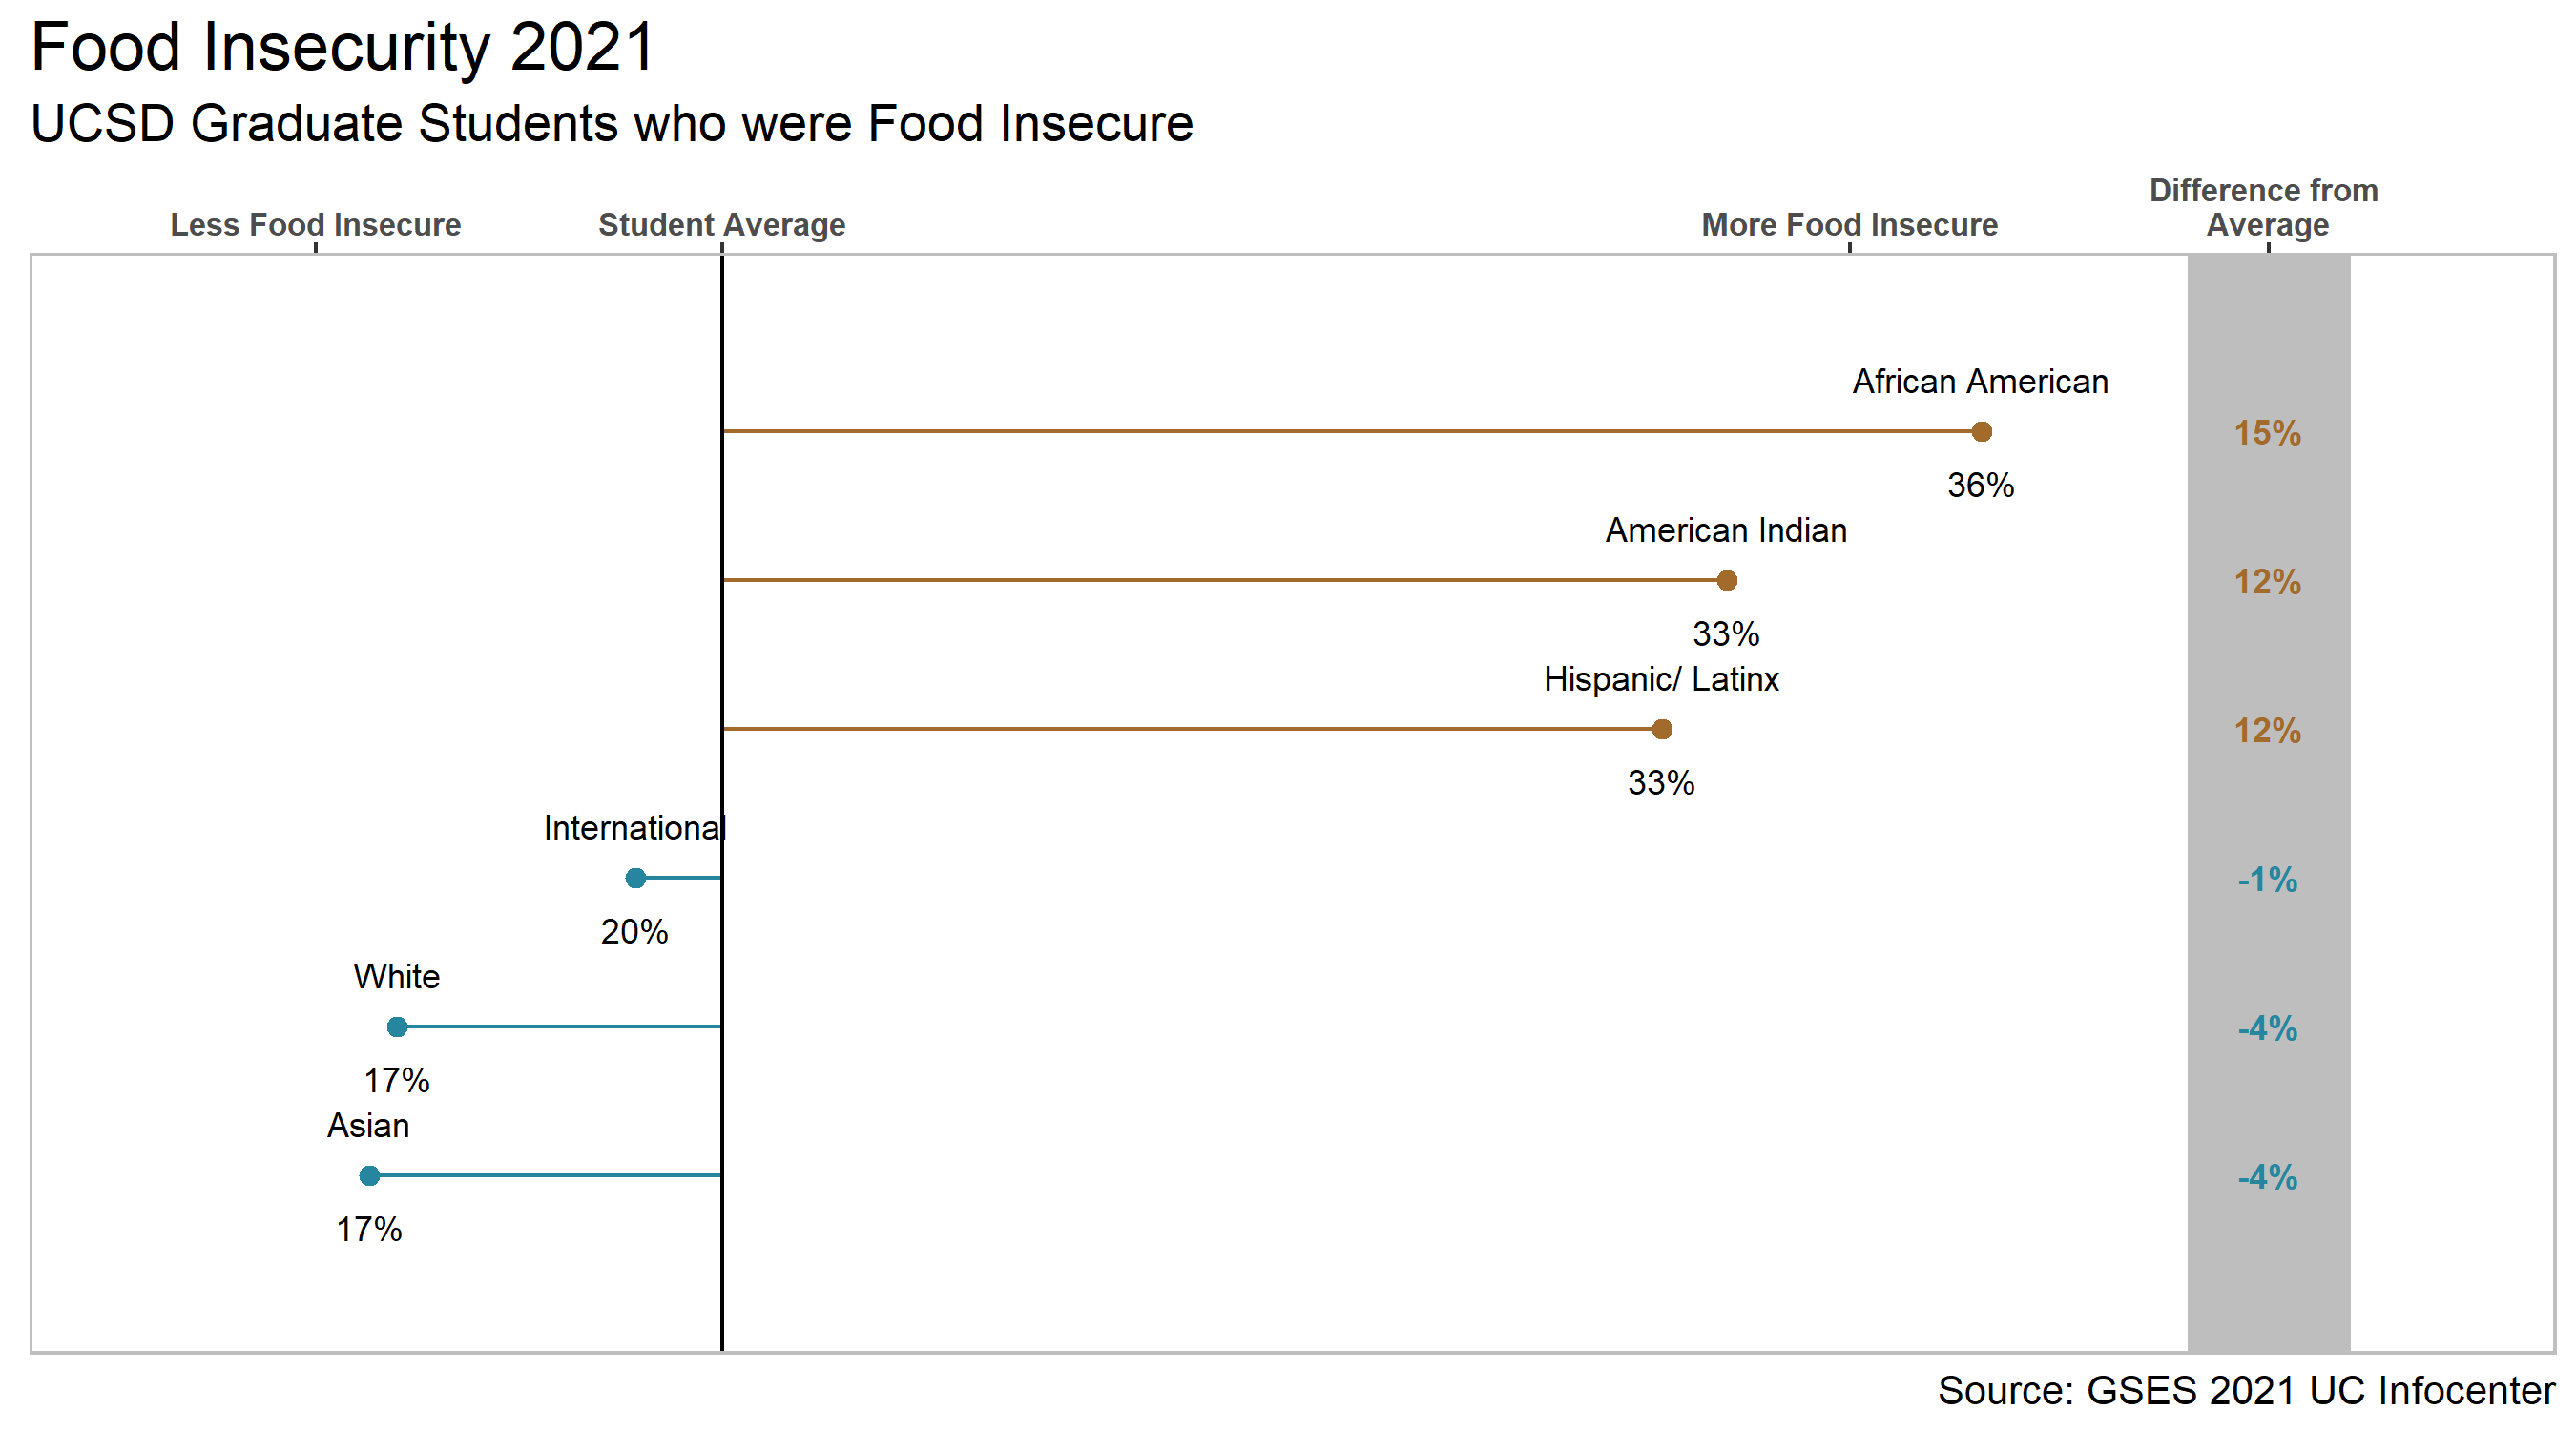 Food Insecurity 2021
UCSD Graduate Students who were Food Insecure
Less Food Insecure
Student Average
More Food Insecure
Difference from
Average
African American
15%
36%
American Indian
12%
33%
Hispanic/ Latinx
12%
33%
International
-1%
20%
White
-4%
17%
Asian
-4%
17%
Source: GSES 2021 UC Infocenter